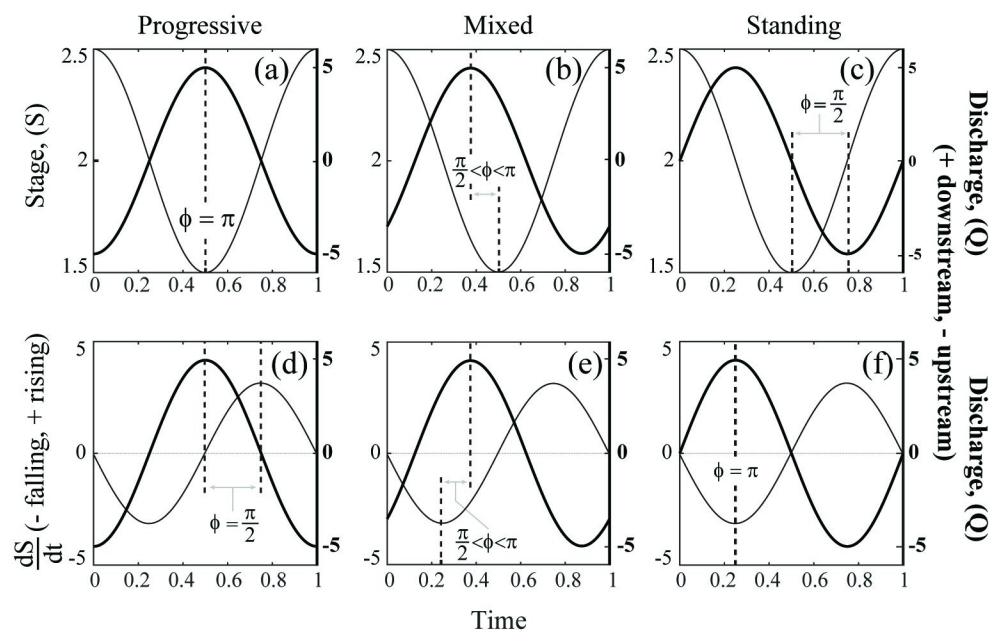 Progressive Mixed Standing
2.5 5 (a) 5 (b) 2.5 5 (c)
ϕ = π/2
Stage, (S)
2 0 2 0 2 0
π/2 <ϕ<π
ϕ = π
-5 -5 -5
1.5 1.5 1.5
0 0.2 0.4 0.6 0.8 1 0 0.2 0.4 0.6 0.8 1 0 0.2 0.4 0.6 0.8 1
Discharge, (Q)
(+ downstream, - upstream)
Discharge, (Q)
5 5 (d) 5 5 (e) 5 5 (f)
dS/dt (- falling, + rising)
0 0 0 0 0 0
ϕ = π
ϕ = π/2
π/2 <ϕ<π
-5 -5 -5 -5 -5 -5
0 0.2 0.4 0.6 0.8 1 0 0.2 0.4 0.6 0.8 1 0 0.2 0.4 0.6 0.8 1
Time